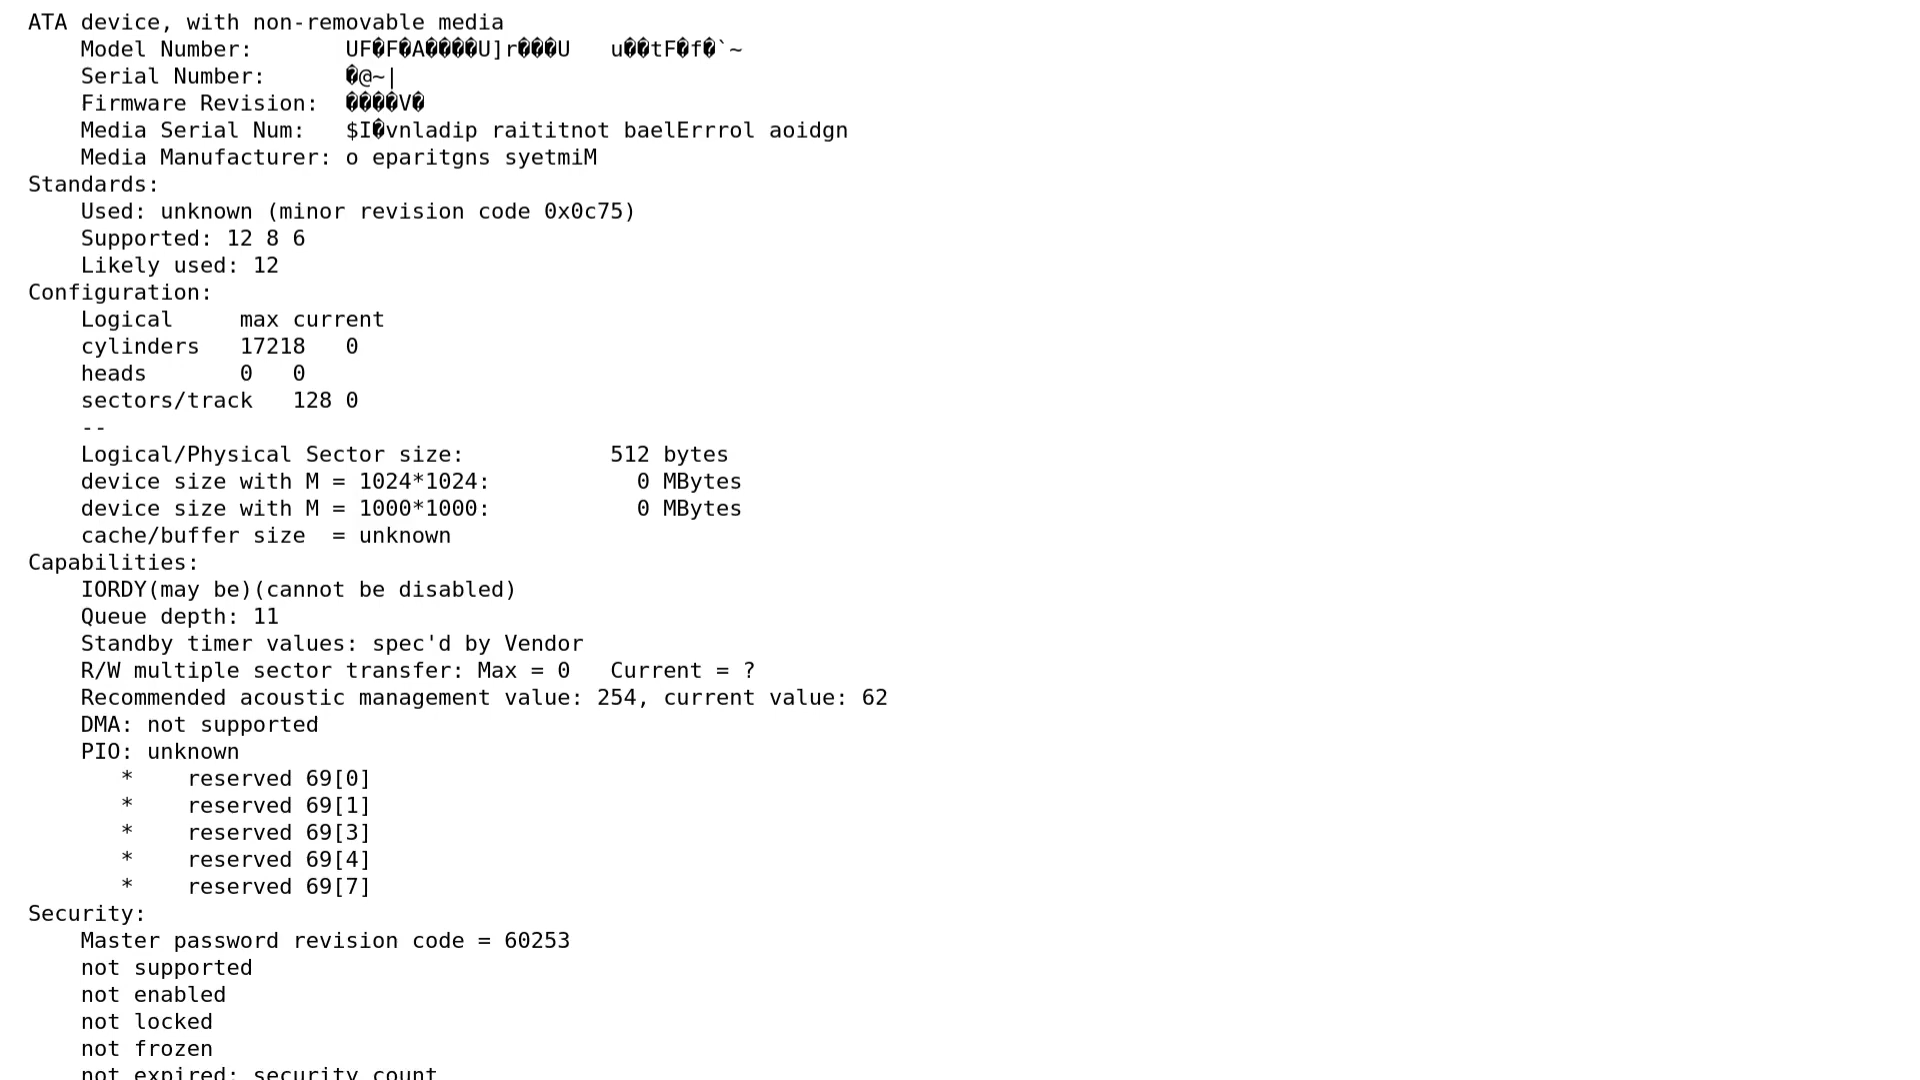 ATA device, with non-removable media
Model Number: UF�F�A����U]r���U u��tF�f�`~
Serial Number: �@~|
Firmware Revision: ����V�
Media Serial Num: $I�vnladip raititnot baelErrrol aoidgn
Media Manufacturer: o eparitgns syetmiM
Standards:
Used: unknown (minor revision code 0x0c75)
Supported: 12 8 6
Likely used: 12
Configuration:
Logical max current
cylinders 17218 0
heads 0 0
sectors/track 128 0
--
Logical/Physical Sector size: 512 bytes
device size with M = 1024*1024: 0 MBytes
device size with M = 1000*1000: 0 MBytes
cache/buffer size = unknown
Capabilities:
IORDY(may be)(cannot be disabled)
Queue depth: 11
Standby timer values: spec'd by Vendor
R/W multiple sector transfer: Max = 0 Current = ?
Recommended acoustic management value: 254, current value: 62
DMA: not supported
PIO: unknown
* reserved 69[0]
* reserved 69[1]
* reserved 69[3]
* reserved 69[4]
* reserved 69[7]
Security:
Master password revision code = 60253
not supported
not enabled
not locked
not frozen
not expired: security count